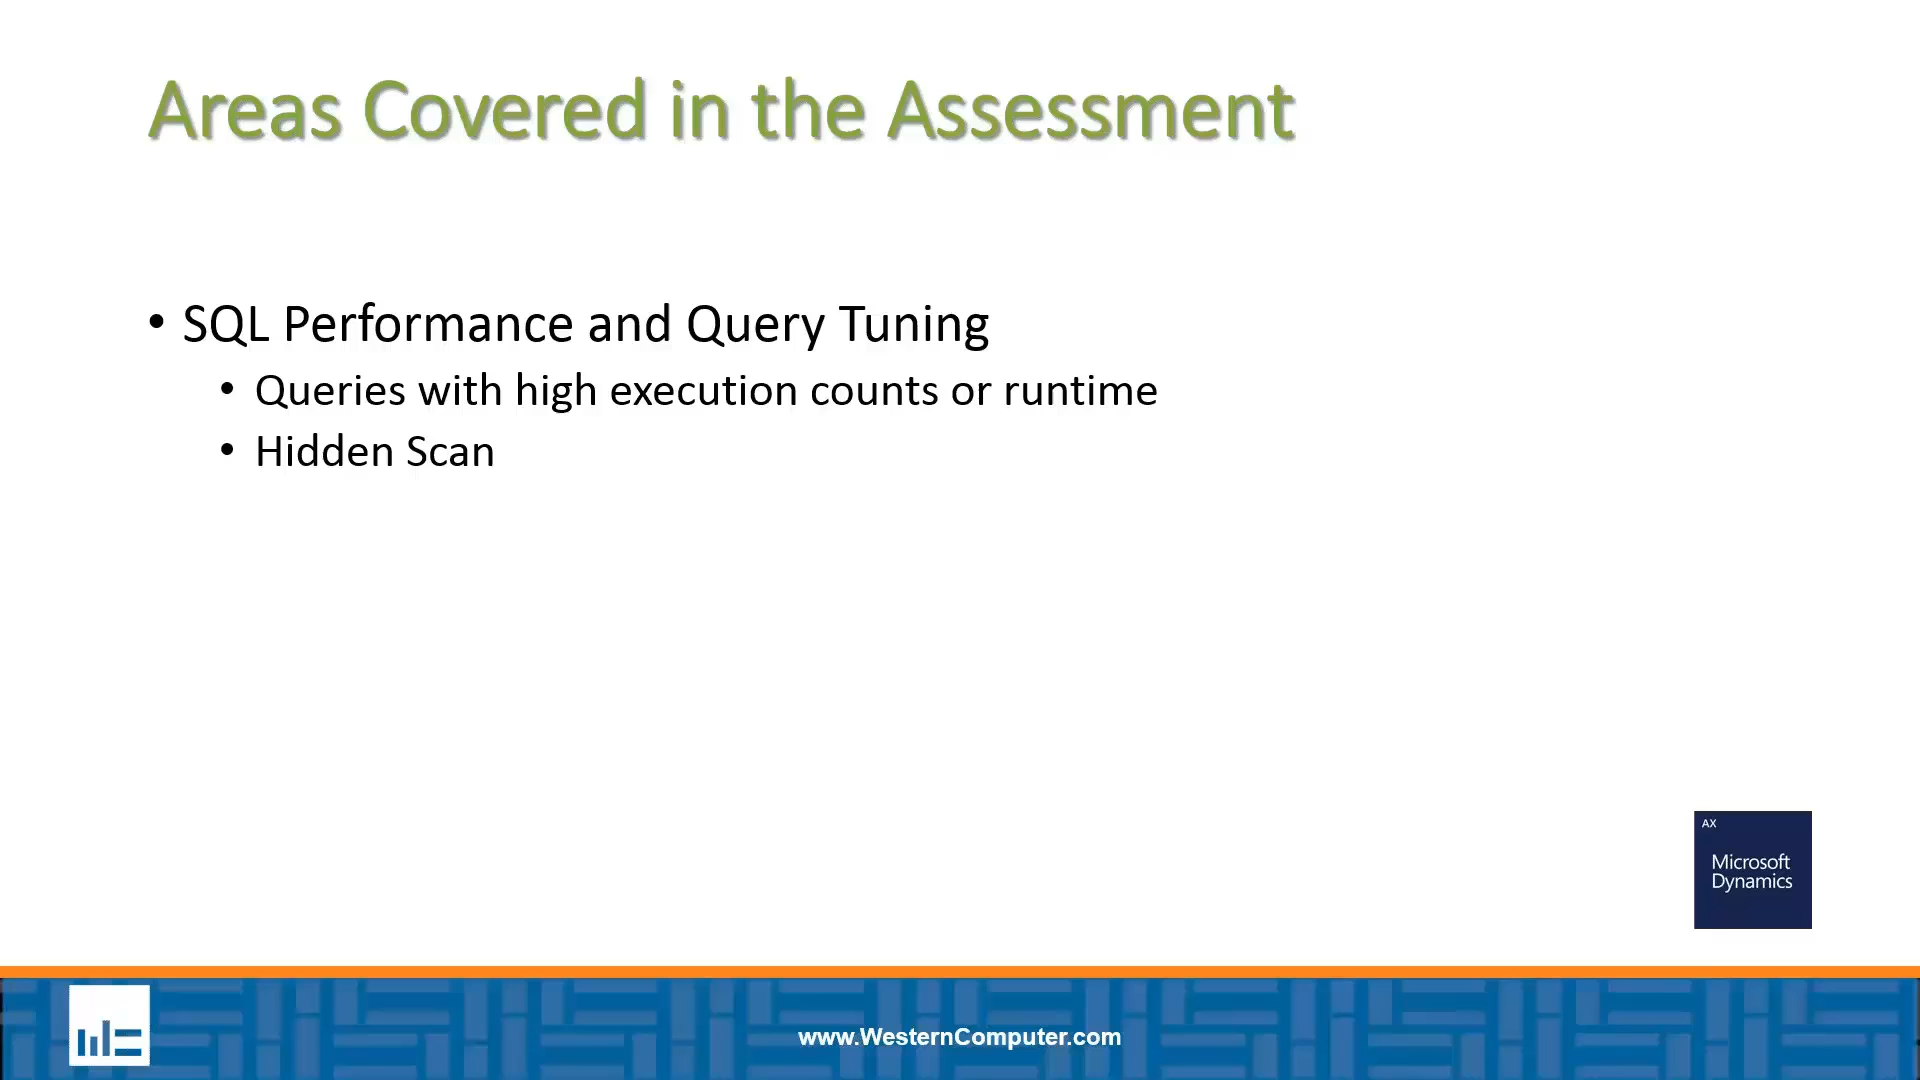 Areas Covered in the Assessment
• SQL Performance and Query Tuning
• Queries with high execution counts or runtime
• Hidden Scan
AX
Microsoft
Dynamics
www.WesternComputer.com